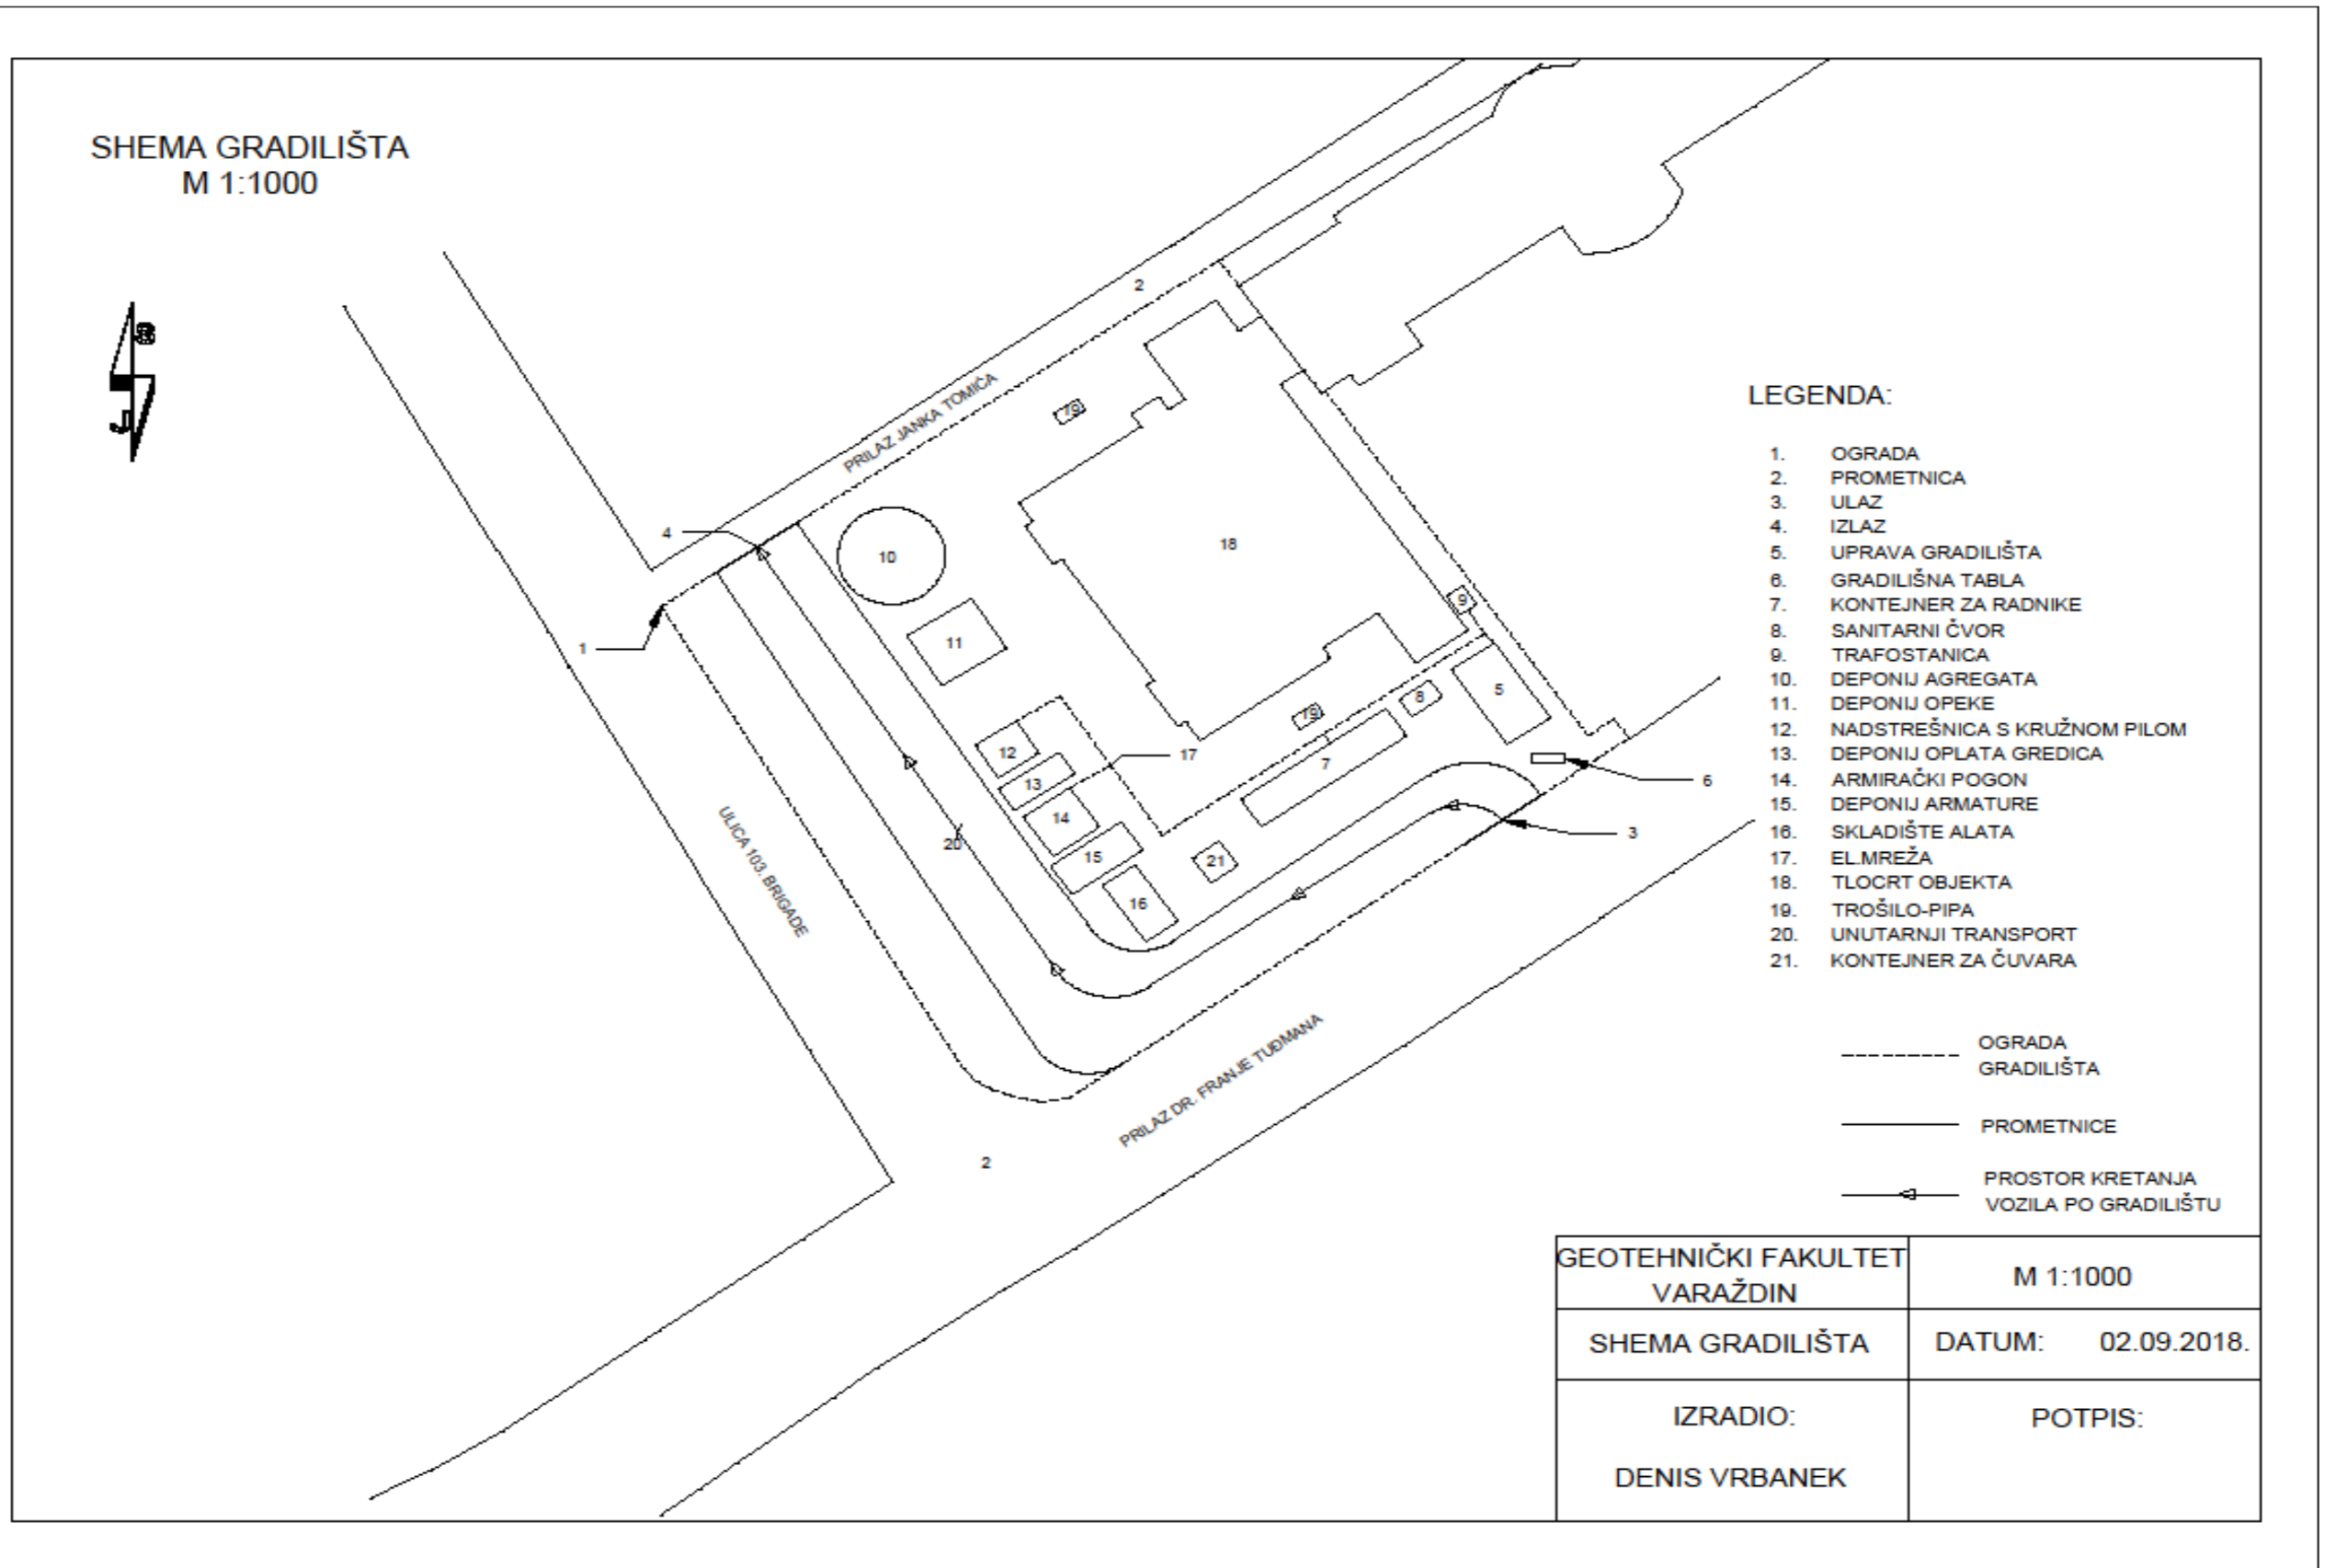 SHEMA GRADILIŠTA
M 1:1000
S
J
2
PRILAZ JANKA TOMIĆA
19
4
10
18
1
11
9
5
8
19
12
17
7
6
13
14
3
20
15
21
16
ULICA 103. BRIGADE
PRILAZ DR. FRANJE TUĐMANA
2
LEGENDA:
1. OGRADA
2. PROMETNICA
3. ULAZ
4. IZLAZ
5. UPRAVA GRADILIŠTA
6. GRADILIŠNA TABLA
7. KONTEJNER ZA RADNIKE
8. SANITARNI ČVOR
9. TRAFOSTANICA
10. DEPONIJ AGREGATA
11. DEPONIJ OPEKE
12. NADSTREŠNICA S KRUŽNOM PILOM
13. DEPONIJ OPLATA GREDICA
14. ARMIRAČKI POGON
15. DEPONIJ ARMATURE
16. SKLADIŠTE ALATA
17. EL.MREŽA
18. TLOCRT OBJEKTA
19. TROŠILO-PIPA
20. UNUTARNJI TRANSPORT
21. KONTEJNER ZA ČUVARA
OGRADA
GRADILIŠTA
PROMETNICE
PROSTOR KRETANJA
VOZILA PO GRADILIŠTU
GEOTEHNIČKI FAKULTET
VARAŽDIN
M 1:1000
SHEMA GRADILIŠTA
DATUM: 02.09.2018.
IZRADIO:
DENIS VRBANEK
POTPIS: